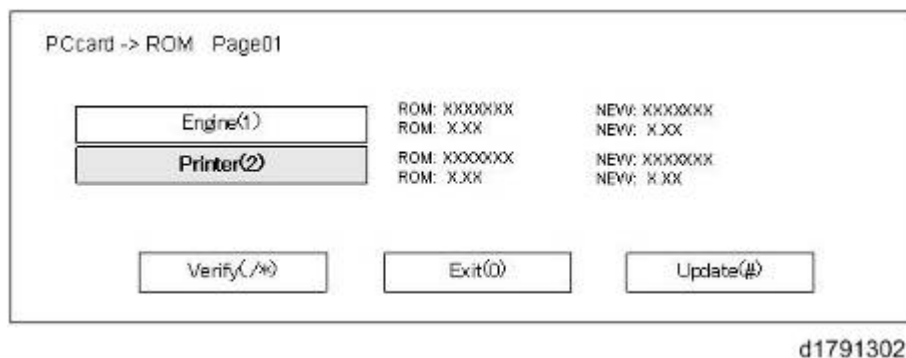 PCcard -> ROM Page01
Engine(1)
ROM: XXXXXXX
NEW: XXXXXXX
ROM: X.XX
NEW: X.XX
Printer(2)
ROM: XXXXXXX
NEW: XXXXXXX
ROM: X.XX
NEW: X.XX
Verify(./*)
Exit(0)
Update(#)
d1791302